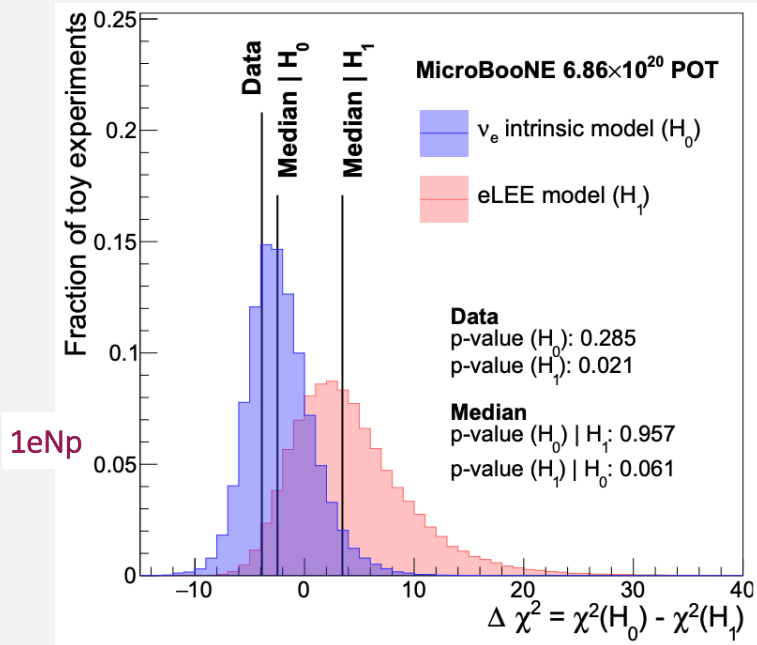 MicroBooNE 6.86×10²⁰ POT
νₑ intrinsic model (H₀)
eLEE model (H₁)
Data
Median | H₀
Median | H₁
Data
p-value (H₀): 0.285
p-value (H₁): 0.021
Median
p-value (H₀) | H₁: 0.957
p-value (H₁) | H₀: 0.061
1eNp
Fraction of toy experiments
0.25
0.2
0.15
0.1
0.05
0
−10 0 10 20 30 40
Δ χ² = χ²(H₀) - χ²(H₁)